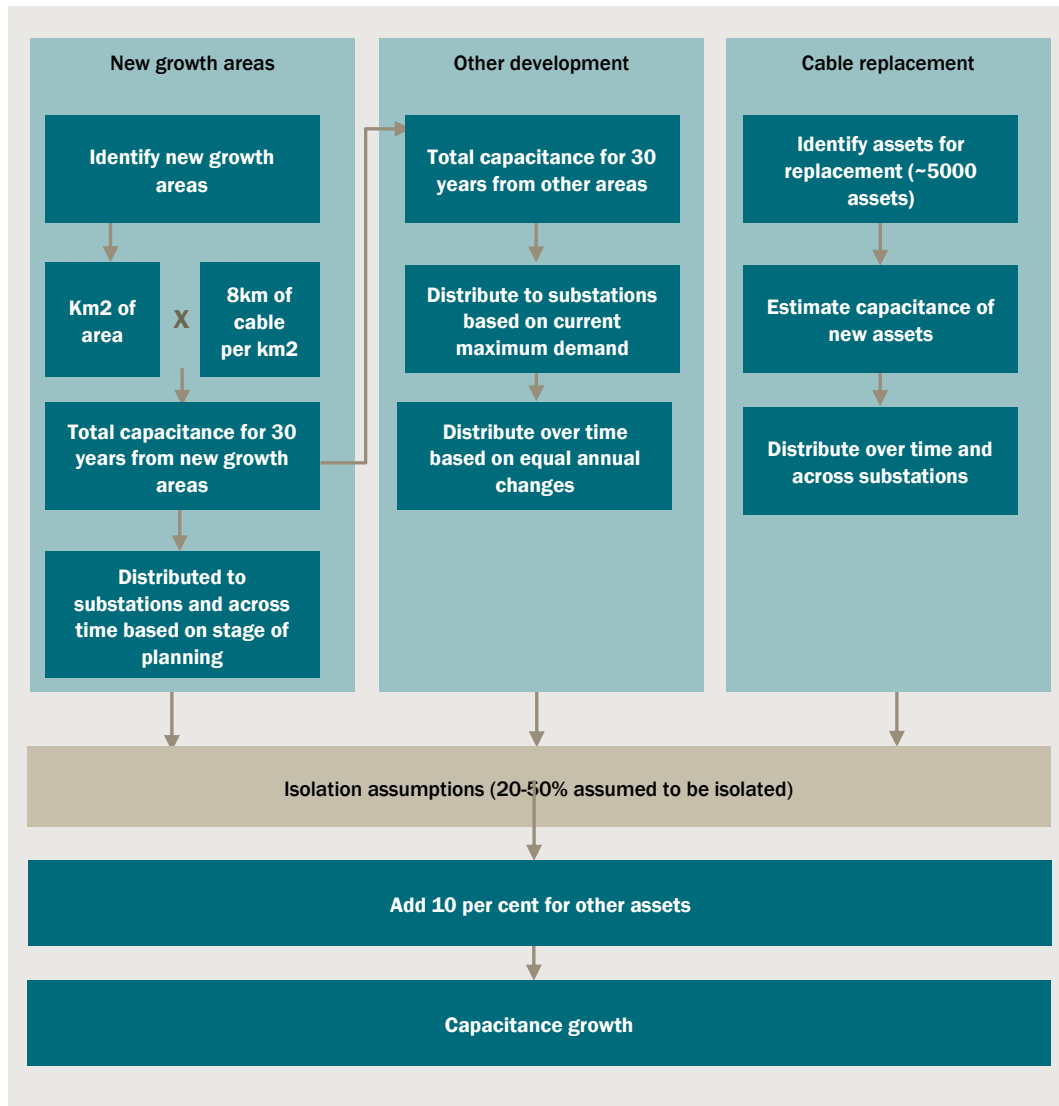 New growth areas
Identify new growth
areas
Km2 of
area
X
8km of
cable
per km2
Total capacitance for 30
years from new growth
areas
Distributed to
substations and across
time based on stage of
planning
Other development
Total capacitance for 30
years from other areas
Distribute to substations
based on current
maximum demand
Distribute over time
based on equal annual
changes
Cable replacement
Identify assets for
replacement (~5000
assets)
Estimate capacitance of
new assets
Distribute over time and
across substations
Isolation assumptions (20-50% assumed to be isolated)
Add 10 per cent for other assets
Capacitance growth